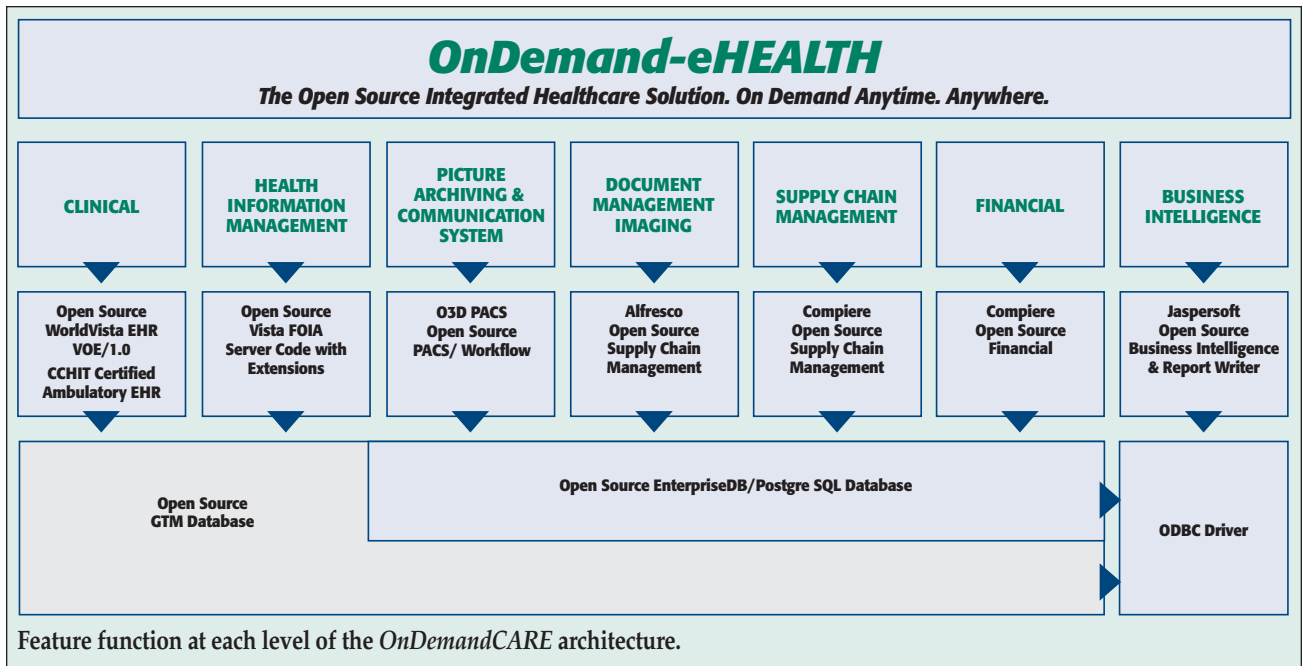 OnDemand-eHEALTH
The Open Source Integrated Healthcare Solution. On Demand Anytime. Anywhere.
CLINICAL
HEALTH
INFORMATION
MANAGEMENT
PICTURE
ARCHIVING &
COMMUNICATION
SYSTEM
DOCUMENT
MANAGEMENT
IMAGING
SUPPLY CHAIN
MANAGEMENT
FINANCIAL
BUSINESS
INTELLIGENCE
Open Source
WorldVista EHR
VOE/1.0
CCHIT Certified
Ambulatory EHR
Open Source
Vista FOIA
Server Code with
Extensions
O3D PACS
Open Source
PACS/ Workflow
Alfresco
Open Source
Supply Chain
Management
Compiere
Open Source
Supply Chain
Management
Compiere
Open Source
Financial
Jaspersoft
Open Source
Business Intelligence
& Report Writer
Open Source
GTM Database
Open Source EnterpriseDB/Postgre SQL Database
ODBC Driver
Feature function at each level of the OnDemandCARE architecture.